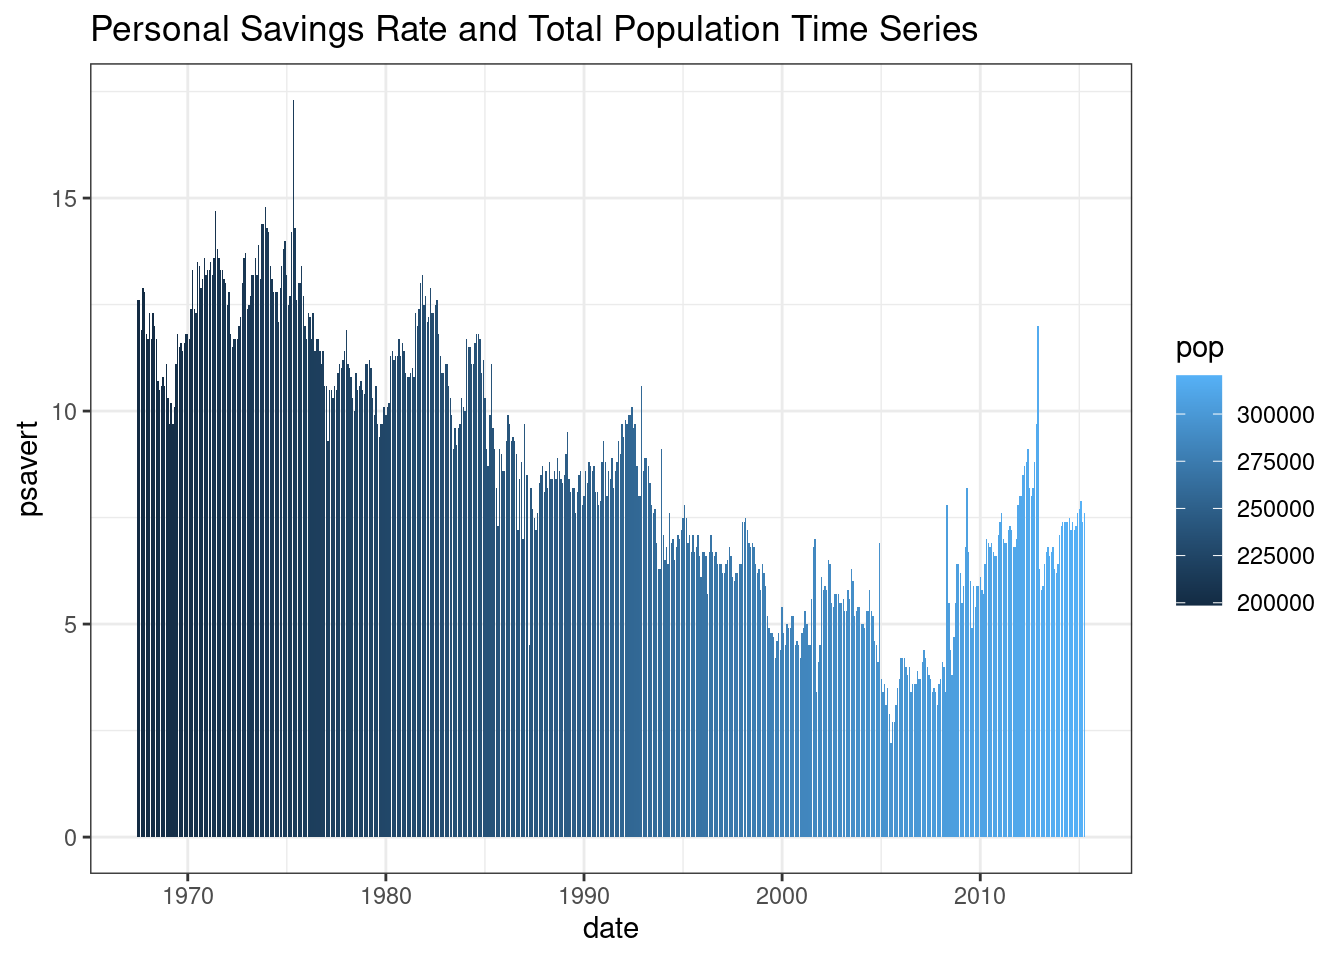 Personal Savings Rate and Total Population Time Series
psavert
15
10
5
0
1970 1980 1990 2000 2010
date
pop
300000
275000
250000
225000
200000